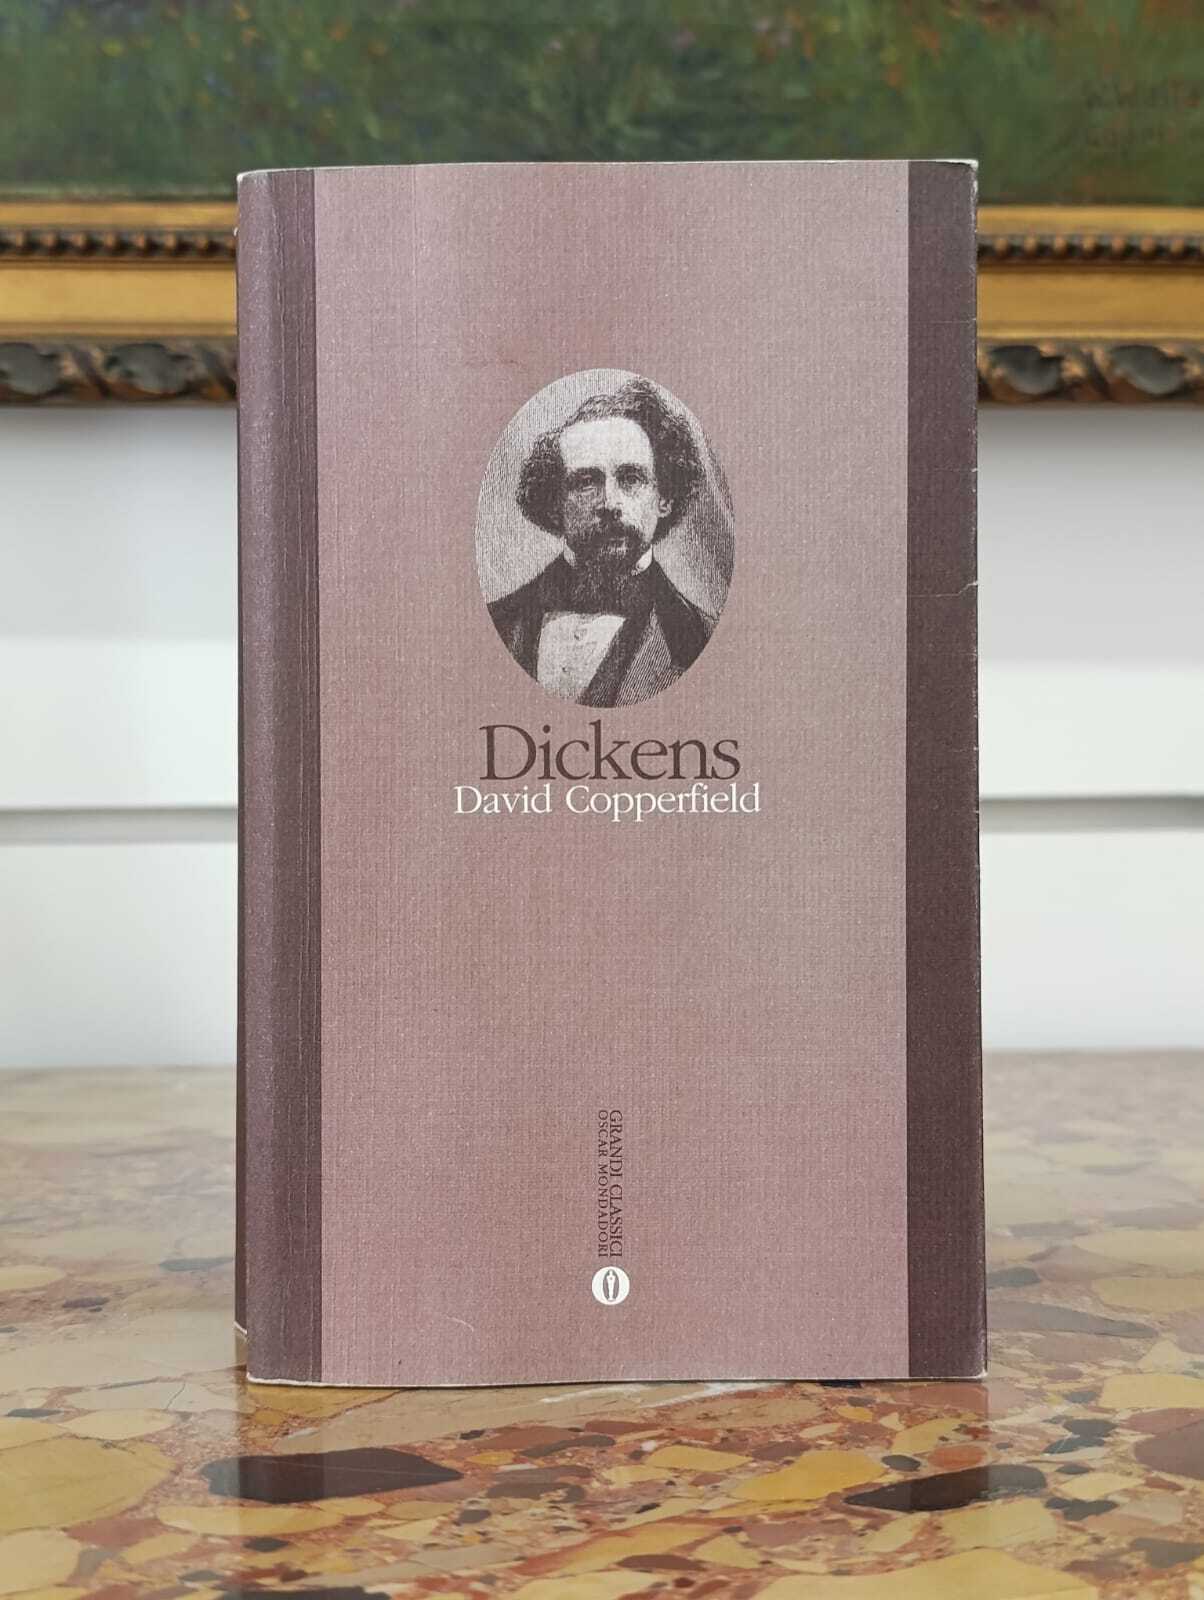 Dickens
David Copperfield
GRANDI CLASSICI
OSCAR MONDADORI